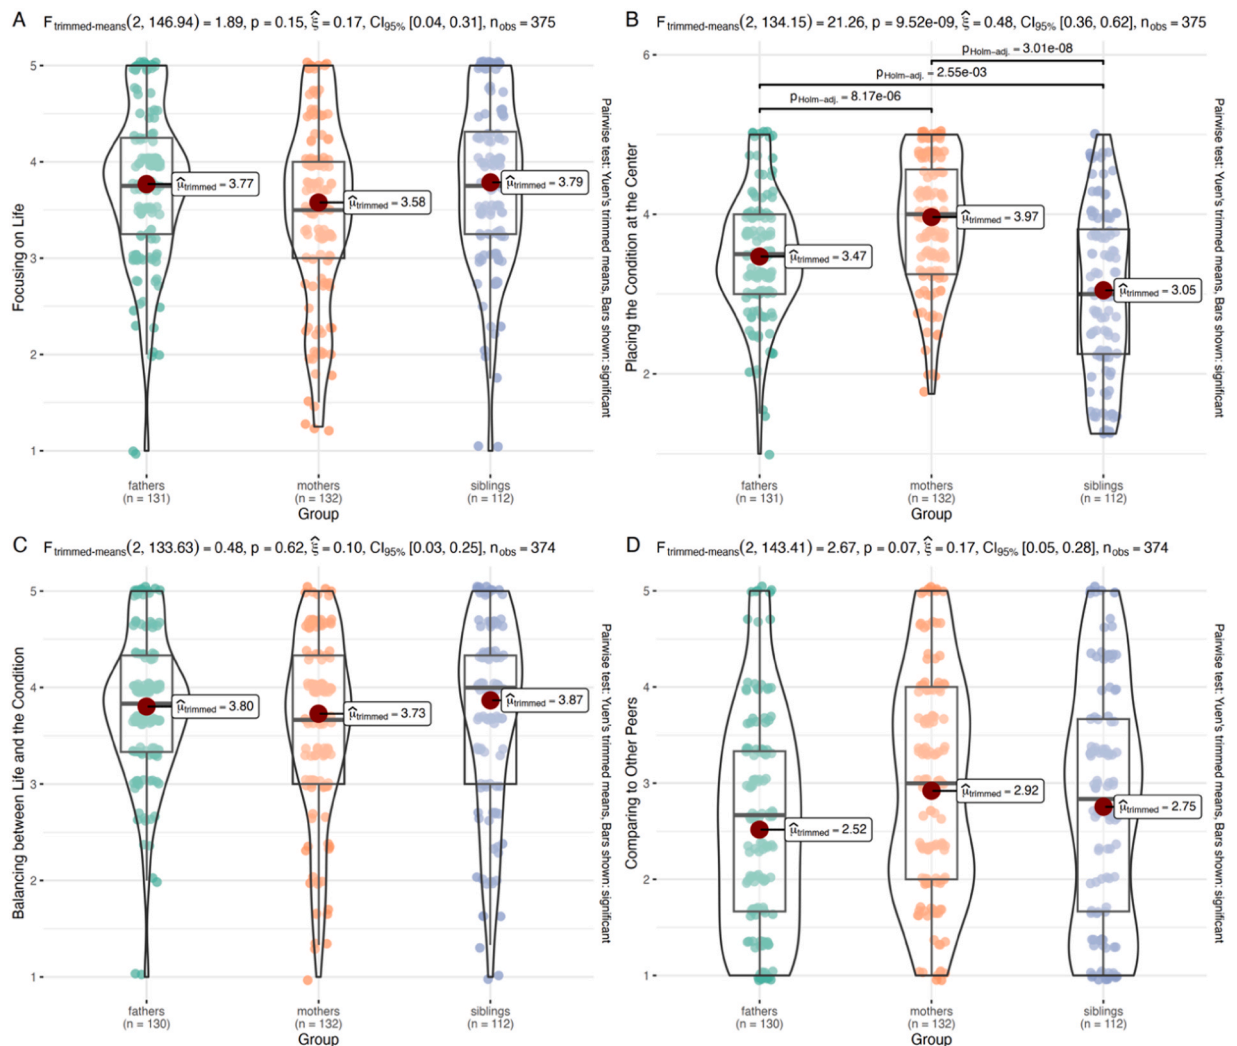 A
F trimmed-means (2, 146.94) = 1.89, p = 0.15, ξ̂ = 0.17, CI95% [0.04, 0.31], n obs = 375
5
4
3
2
1
Focusing on Life
μ̂ trimmed = 3.77
μ̂ trimmed = 3.58
μ̂ trimmed = 3.79
fathers
(n = 131)
mothers
(n = 132)
siblings
(n = 112)
Group
Pairwise test: Yuen's trimmed means, Bars shown: significant
B
F trimmed-means (2, 134.15) = 21.26, p = 9.52e-09, ξ̂ = 0.48, CI95% [0.36, 0.62], n obs = 375
p Holm-adj. = 3.01e-08
p Holm-adj. = 2.55e-03
p Holm-adj. = 8.17e-06
6
4
2
Placing the Condition at the Center
μ̂ trimmed = 3.47
μ̂ trimmed = 3.97
μ̂ trimmed = 3.05
fathers
(n = 131)
mothers
(n = 132)
siblings
(n = 112)
Group
Pairwise test: Yuen's trimmed means, Bars shown: significant
C
F trimmed-means (2, 133.63) = 0.48, p = 0.62, ξ̂ = 0.10, CI95% [0.03, 0.25], n obs = 374
5
4
3
2
1
Balancing between Life and the Condition
μ̂ trimmed = 3.80
μ̂ trimmed = 3.73
μ̂ trimmed = 3.87
fathers
(n = 130)
mothers
(n = 132)
siblings
(n = 112)
Group
Pairwise test: Yuen's trimmed means, Bars shown: significant
D
F trimmed-means (2, 143.41) = 2.67, p = 0.07, ξ̂ = 0.17, CI95% [0.05, 0.28], n obs = 374
5
4
3
2
1
Comparing to Other Peers
μ̂ trimmed = 2.52
μ̂ trimmed = 2.92
μ̂ trimmed = 2.75
fathers
(n = 130)
mothers
(n = 132)
siblings
(n = 112)
Group
Pairwise test: Yuen's trimmed means, Bars shown: significant